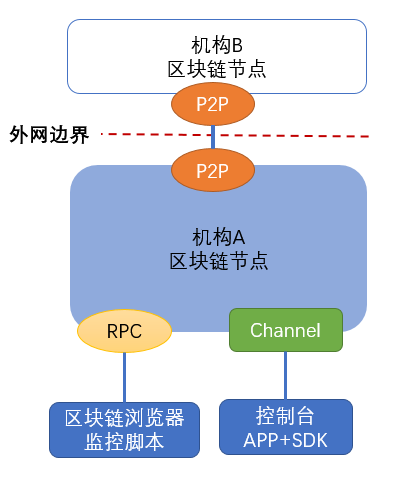 机构B
区块链节点
P2P
外网边界
P2P
机构A
区块链节点
RPC
Channel
区块链浏览器
监控脚本
控制台
APP+SDK